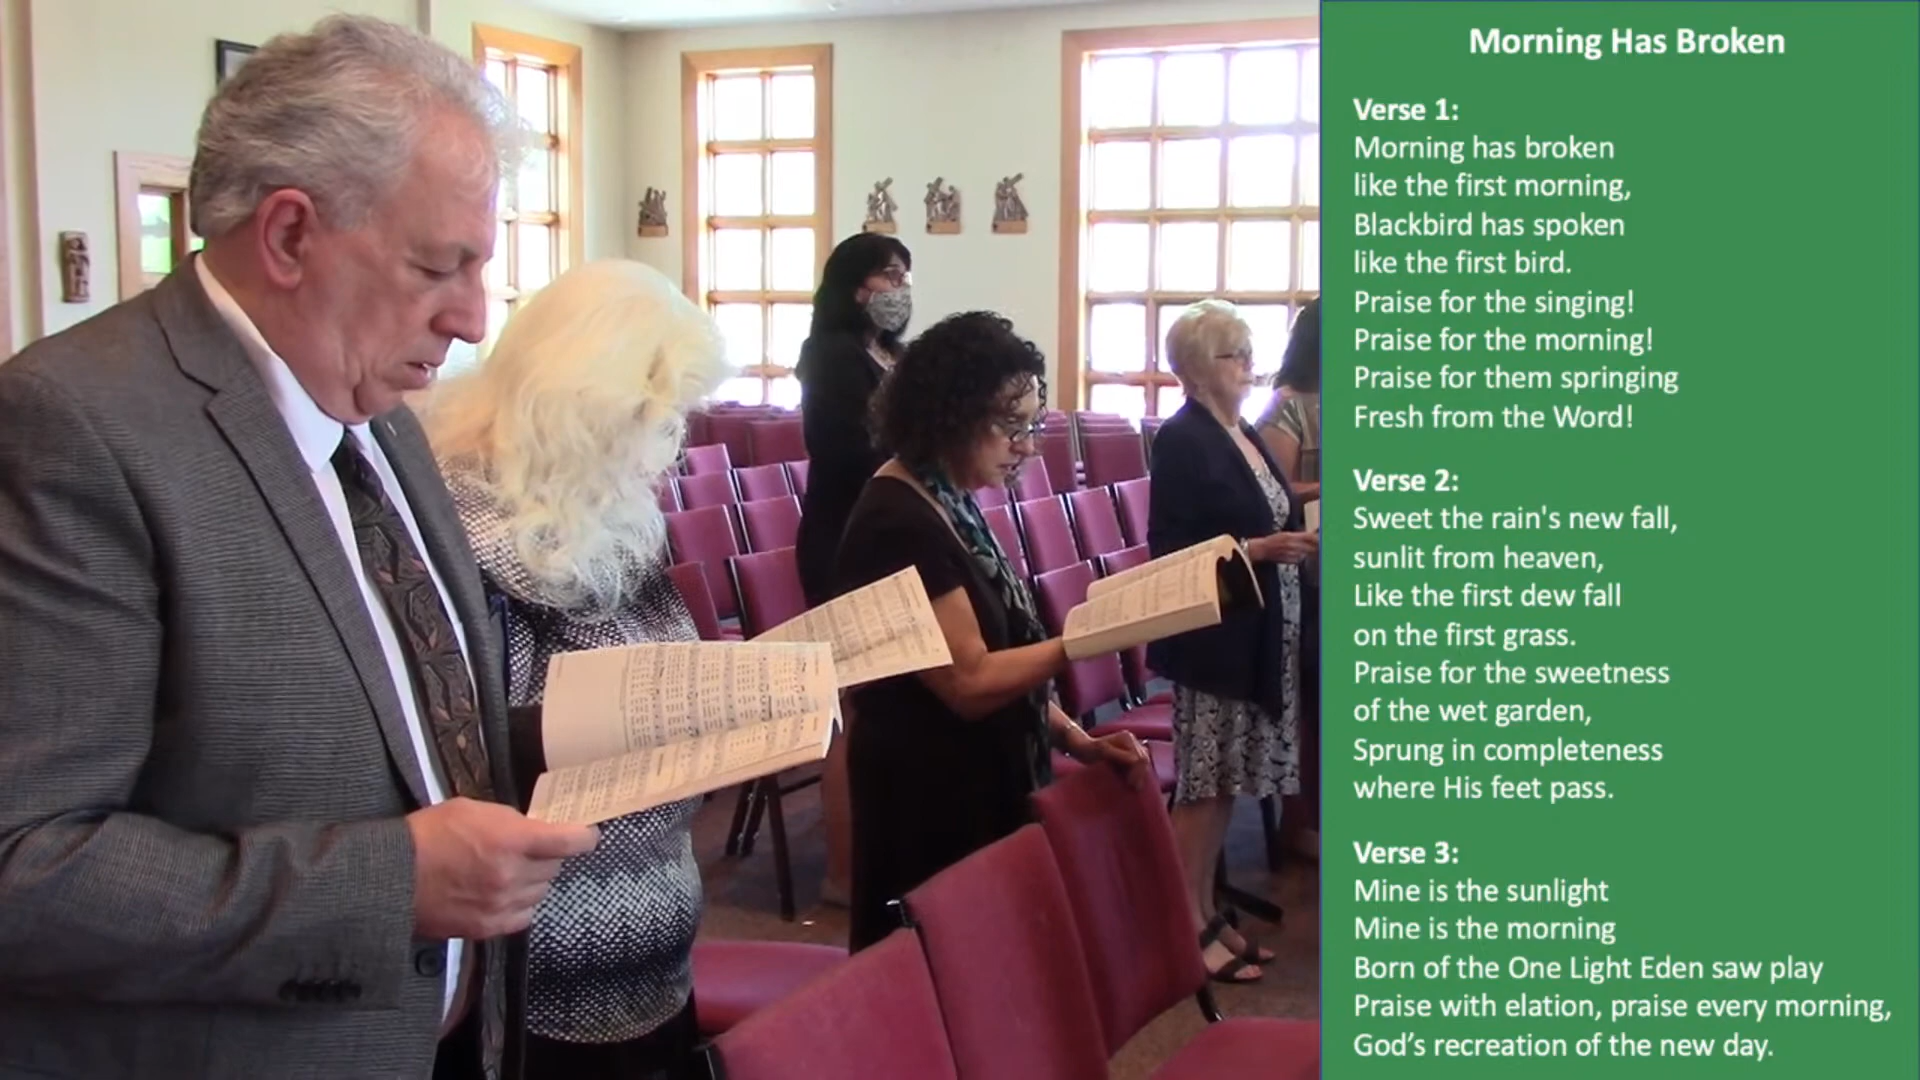 Morning Has Broken
Verse 1:
Morning has broken
like the first morning,
Blackbird has spoken
like the first bird.
Praise for the singing!
Praise for the morning!
Praise for them springing
Fresh from the Word!
Verse 2:
Sweet the rain's new fall,
sunlit from heaven,
Like the first dew fall
on the first grass.
Praise for the sweetness
of the wet garden,
Sprung in completeness
where His feet pass.
Verse 3:
Mine is the sunlight
Mine is the morning
Born of the One Light Eden saw play
Praise with elation, praise every morning,
God’s recreation of the new day.